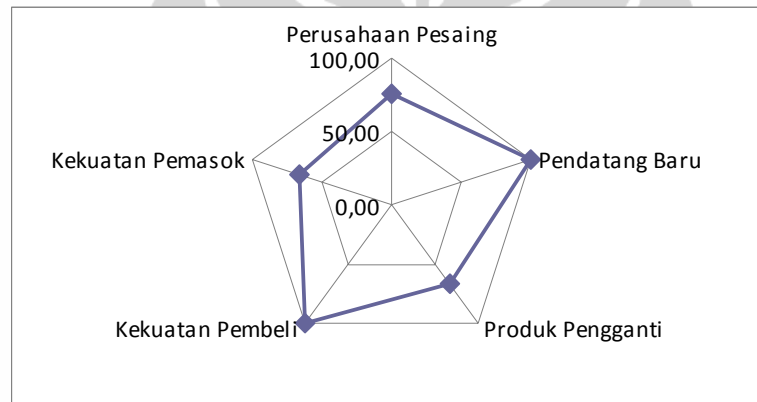 Perusahaan Pesaing
100,00
50,00
Kekuatan Pemasok
Pendatang Baru
0,00
Kekuatan Pembeli
Produk Pengganti